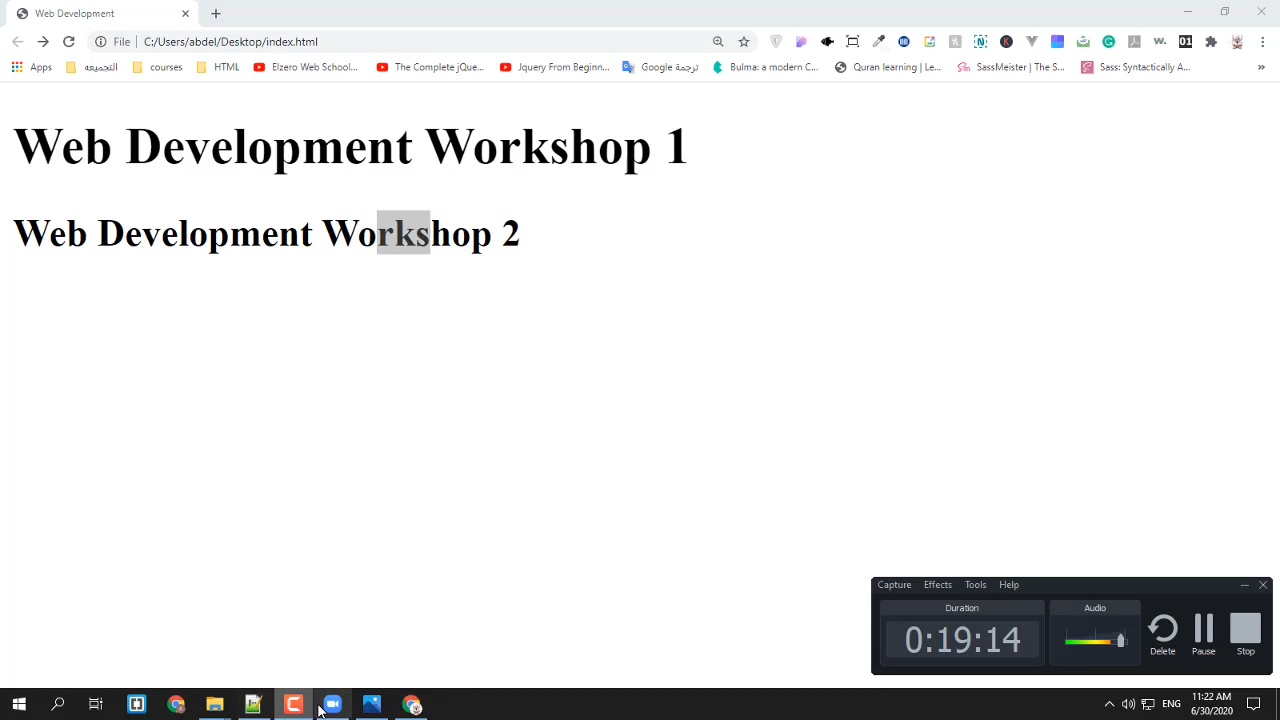 Web Development
File C:/Users/abdel/Desktop/index.html
Apps التجميعه courses HTML Elzero Web School... The Complete jQue... Jquery From Beginn... ترجمة Google Bulma: a modern C... Quran learning | Le... SassMeister | The S... Sass: Syntactically A... »
Web Development Workshop 1
Web Development Workshop 2
Capture Effects Tools Help
Duration Audio
0:19:14
Delete Pause Stop
ENG 11:22 AM
6/30/2020